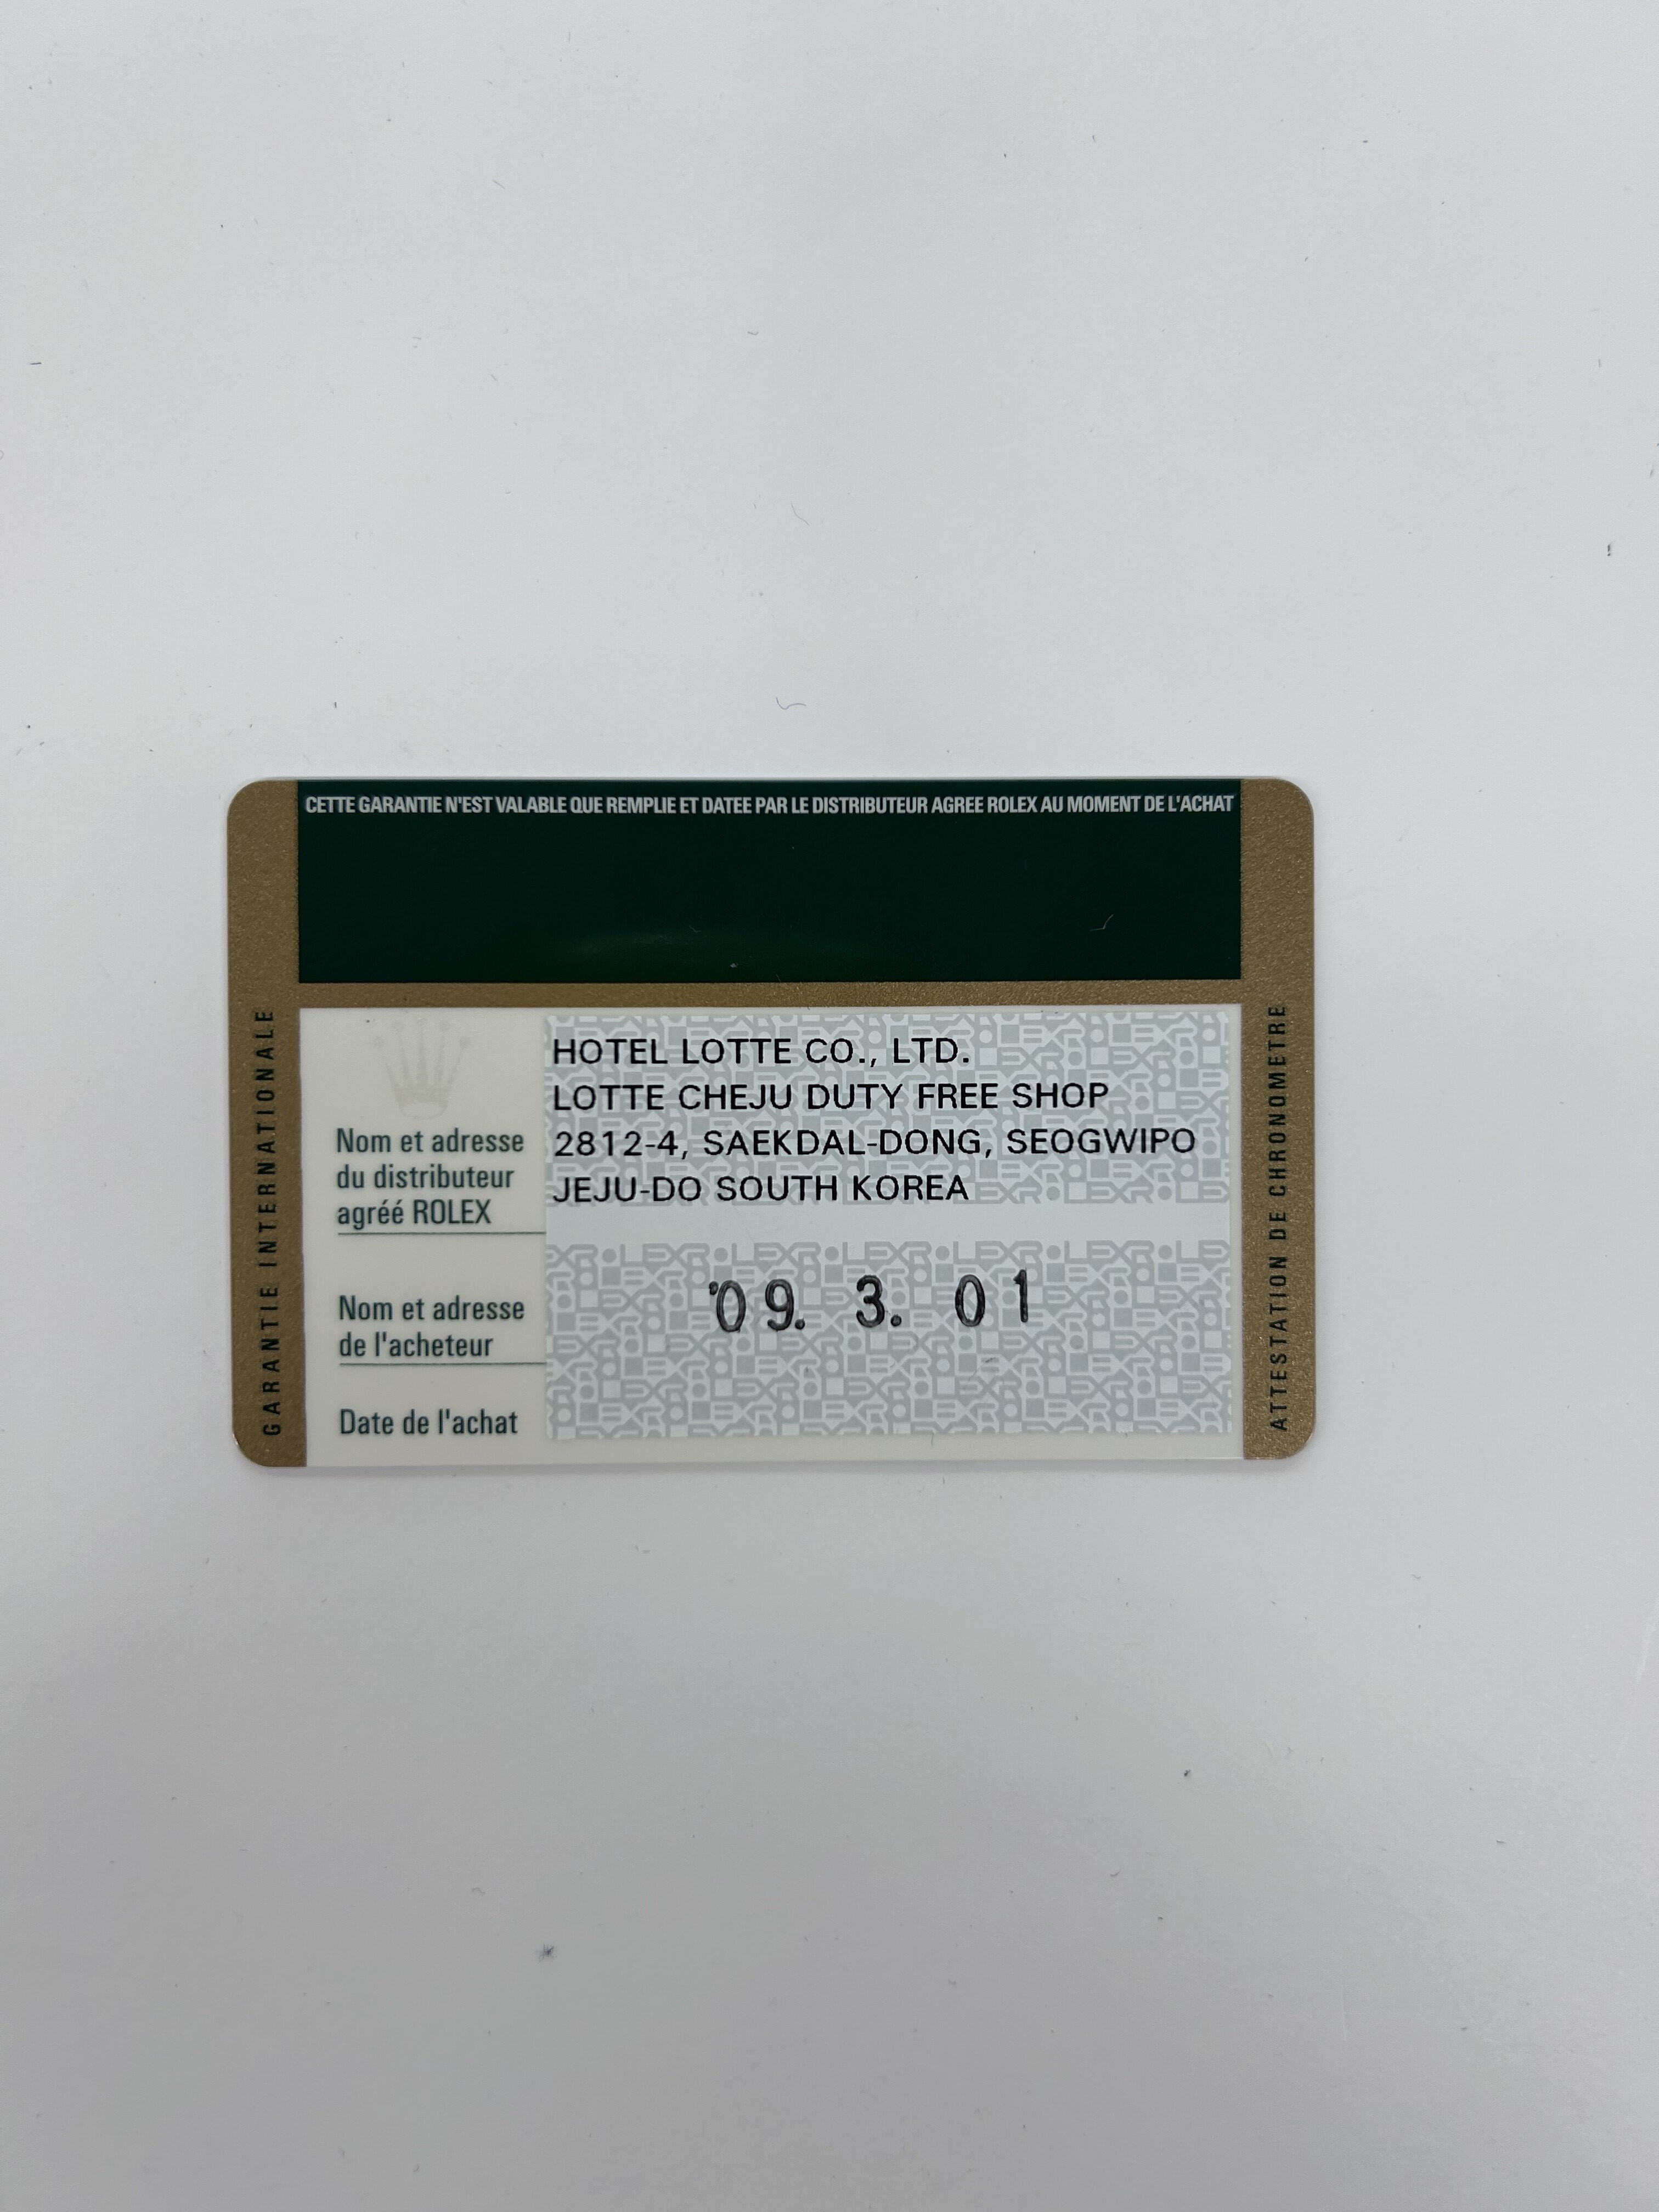 CETTE GARANTIE N'EST VALABLE QUE REMPLIE ET DATEE PAR LE DISTRIBUTEUR AGREE ROLEX AU MOMENT DE L'ACHAT
GARANTIE INTERNATIONALE
HOTEL LOTTE CO., LTD.
LOTTE CHEJU DUTY FREE SHOP
2812-4, SAEKDAL-DONG, SEOGWIPO
JEJU-DO SOUTH KOREA
Nom et adresse
du distributeur
agréé ROLEX
'09. 3. 01
Nom et adresse
de l'acheteur
Date de l'achat
ATTESTATION DE CHRONOMETRE